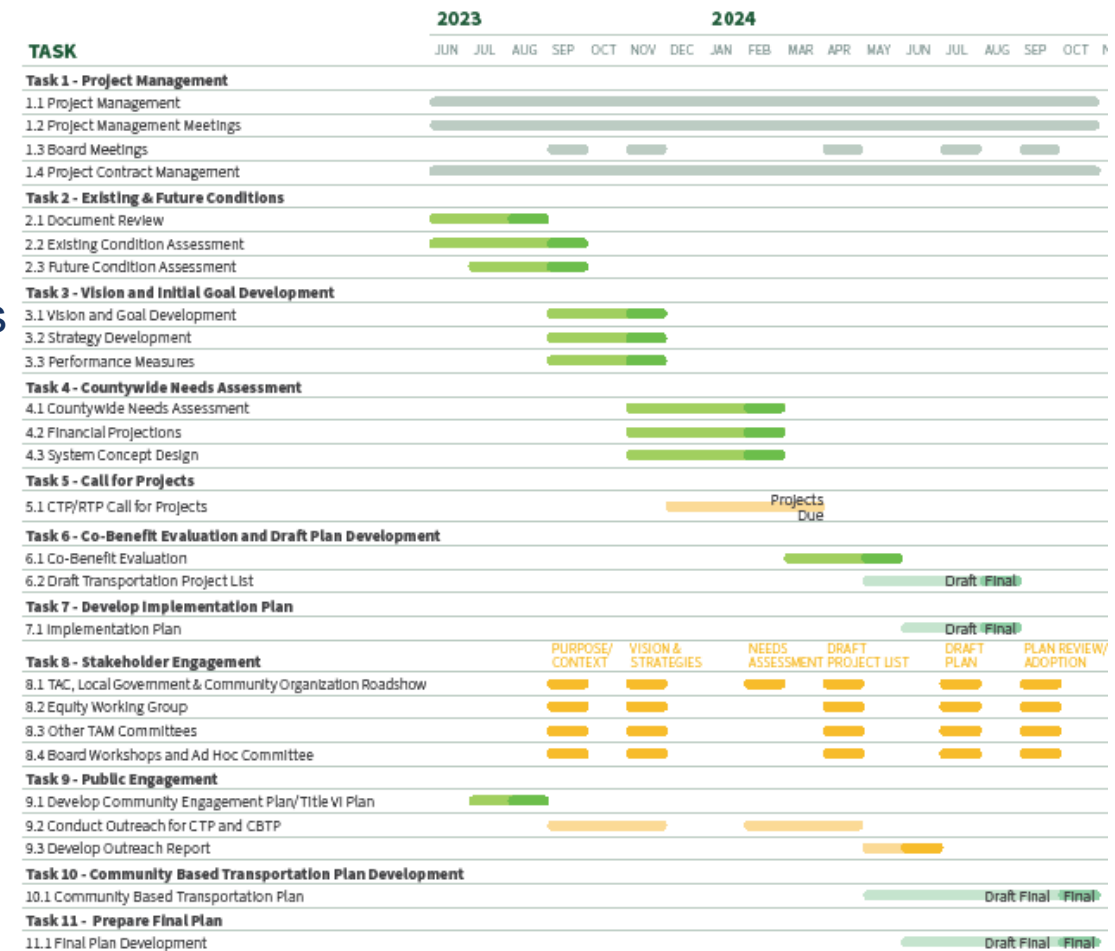 2023 2024
TASK JUN JUL AUG SEP OCT NOV DEC JAN FEB MAR APR MAY JUN JUL AUG SEP OCT N
Task 1 - Project Management
1.1 Project Management
1.2 Project Management Meetings
1.3 Board Meetings
1.4 Project Contract Management
Task 2 - Existing & Future Conditions
2.1 Document Review
2.2 Existing Condition Assessment
2.3 Future Condition Assessment
s
Task 3 - Vision and Initial Goal Development
3.1 Vision and Goal Development
3.2 Strategy Development
3.3 Performance Measures
Task 4 - Countywide Needs Assessment
4.1 Countywide Needs Assessment
4.2 Financial Projections
4.3 System Concept Design
Task 5 - Call for Projects
5.1 CTP/RTP Call for Projects Projects
Due
Task 6 - Co-Benefit Evaluation and Draft Plan Development
6.1 Co-Benefit Evaluation
6.2 Draft Transportation Project List Draft Final
Task 7 - Develop Implementation Plan
7.1 Implementation Plan Draft Final
PURPOSE/ VISION & NEEDS DRAFT DRAFT PLAN REVIEW/
Task 8 - Stakeholder Engagement CONTEXT STRATEGIES ASSESSMENT PROJECT LIST PLAN ADOPTION
8.1 TAC, Local Government & Community Organization Roadshow
8.2 Equity Working Group
8.3 Other TAM Committees
8.4 Board Workshops and Ad Hoc Committee
Task 9 - Public Engagement
9.1 Develop Community Engagement Plan/Title VI Plan
9.2 Conduct Outreach for CTP and CBTP
9.3 Develop Outreach Report
Task 10 - Community Based Transportation Plan Development
10.1 Community Based Transportation Plan Draft Final Final
Task 11 - Prepare Final Plan
11.1 Final Plan Development Draft Final Final